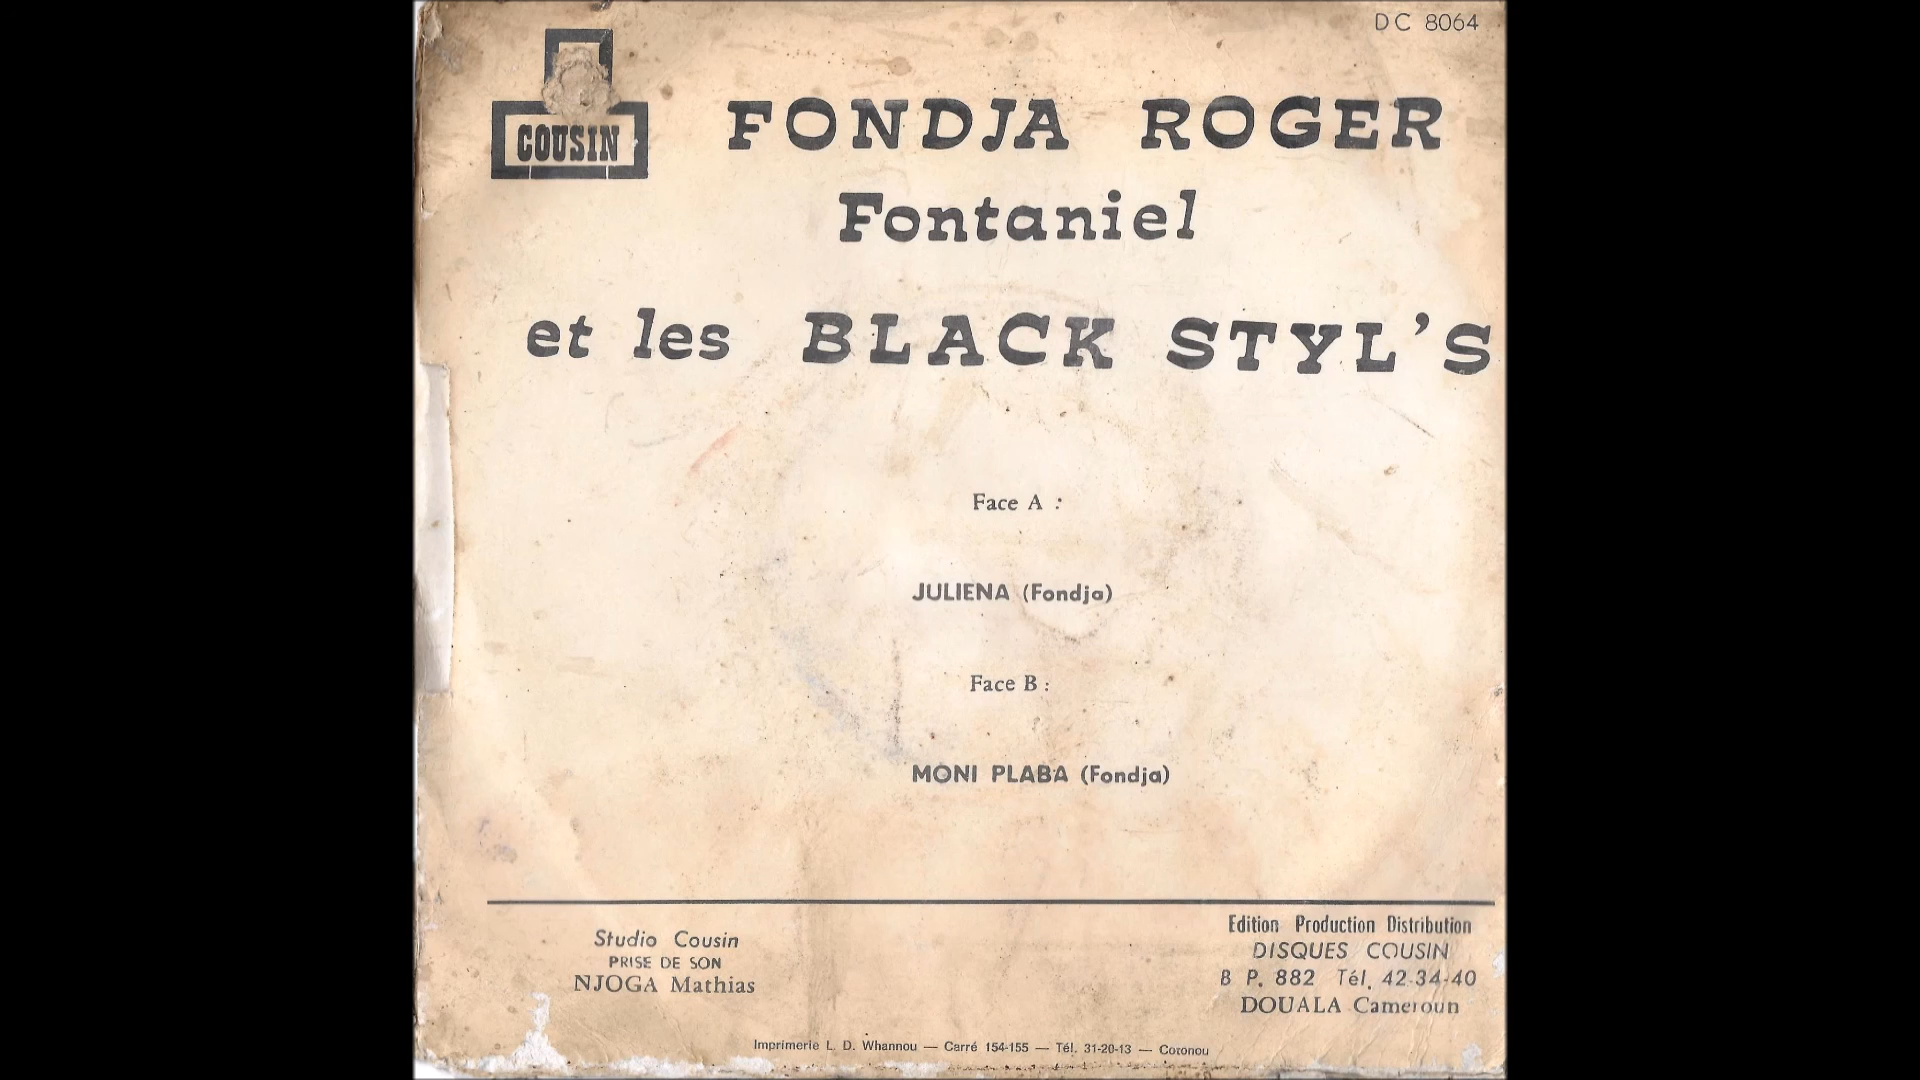 DC 8064
COUSIN
FONDJA ROGER
Fontaniel
et les BLACK STYL'S
Face A :
JULIENA (Fondja)
Face B :
MONI PLABA (Fondja)
Studio Cousin
PRISE DE SON
NJOGA Mathias
Edition Production Distribution
DISQUES COUSIN
B P. 882 Tél. 42-34-40
DOUALA Cameroun
Imprimerie L. D. Whannou — Carré 154-155 — Tél. 31-20-13 — Cotonou